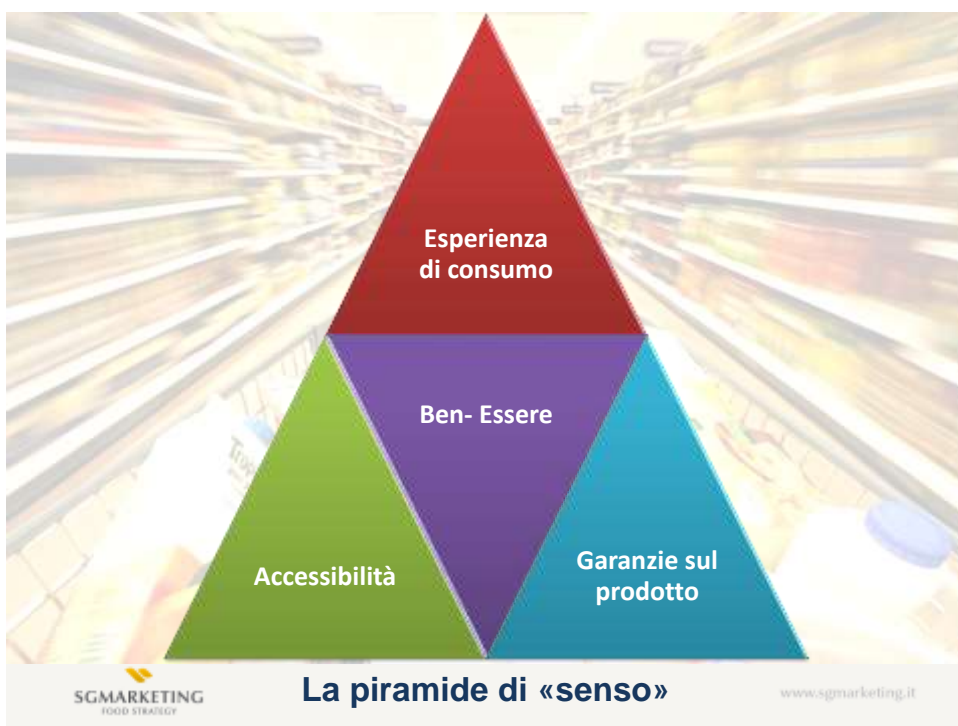 Esperienza
di consumo
Ben- Essere
Accessibilità
Garanzie sul
prodotto
SGMARKETING
FOOD STRATEGY
La piramide di «senso»
www.sgmarketing.it